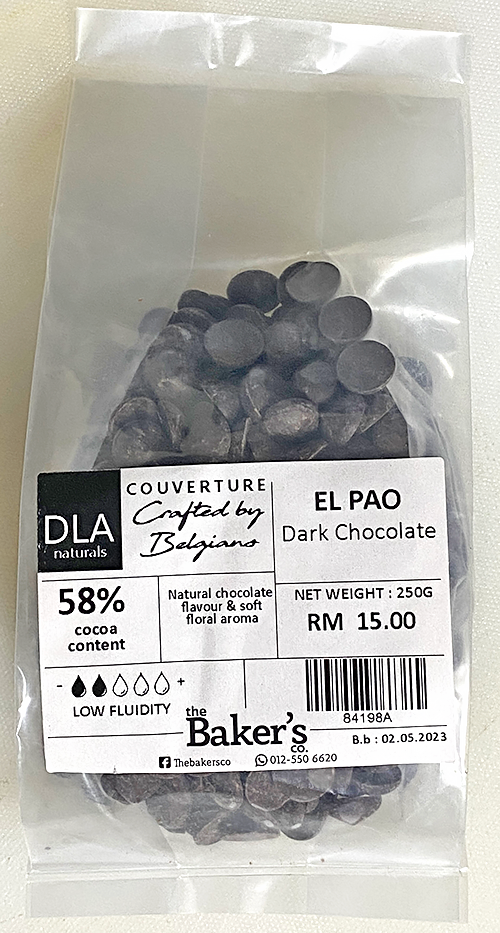 DLA
naturals
COUVERTURE
Crafted by
Belgians
EL PAO
Dark Chocolate
58%
cocoa
content
Natural chocolate
flavour & soft
floral aroma
NET WEIGHT : 250G
RM 15.00
- +
LOW FLUIDITY
84198A
the
Baker's
co.
B.b : 02.05.2023
Thebakersco 012-550 6620